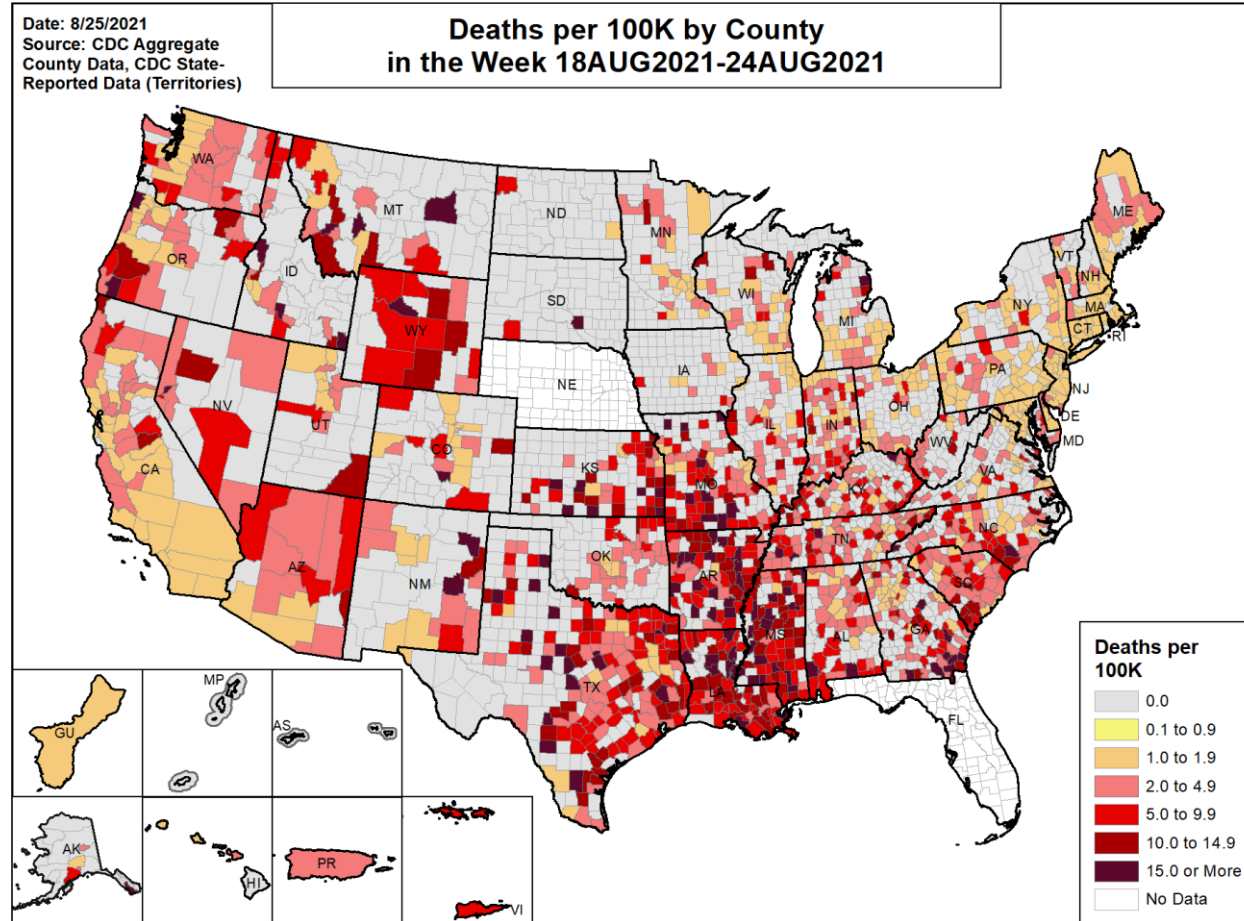 Date: 8/25/2021
Source: CDC Aggregate
County Data, CDC State-
Reported Data (Territories)
Deaths per 100K by County
in the Week 18AUG2021-24AUG2021
WA
MT
ND
MN
ME
OR
ID
SD
WI
MI
VT
NH
NY
MA
CT
RI
WY
IA
NE
PA
NJ
NV
UT
CO
IL
IN
OH
DE
MD
WV
VA
CA
KS
MO
KY
AZ
NM
OK
AR
TN
NC
SC
TX
LA
MS
AL
GA
FL
GU
MP
AS
AK
HI
PR
VI
Deaths per
100K
0.0
0.1 to 0.9
1.0 to 1.9
2.0 to 4.9
5.0 to 9.9
10.0 to 14.9
15.0 or More
No Data